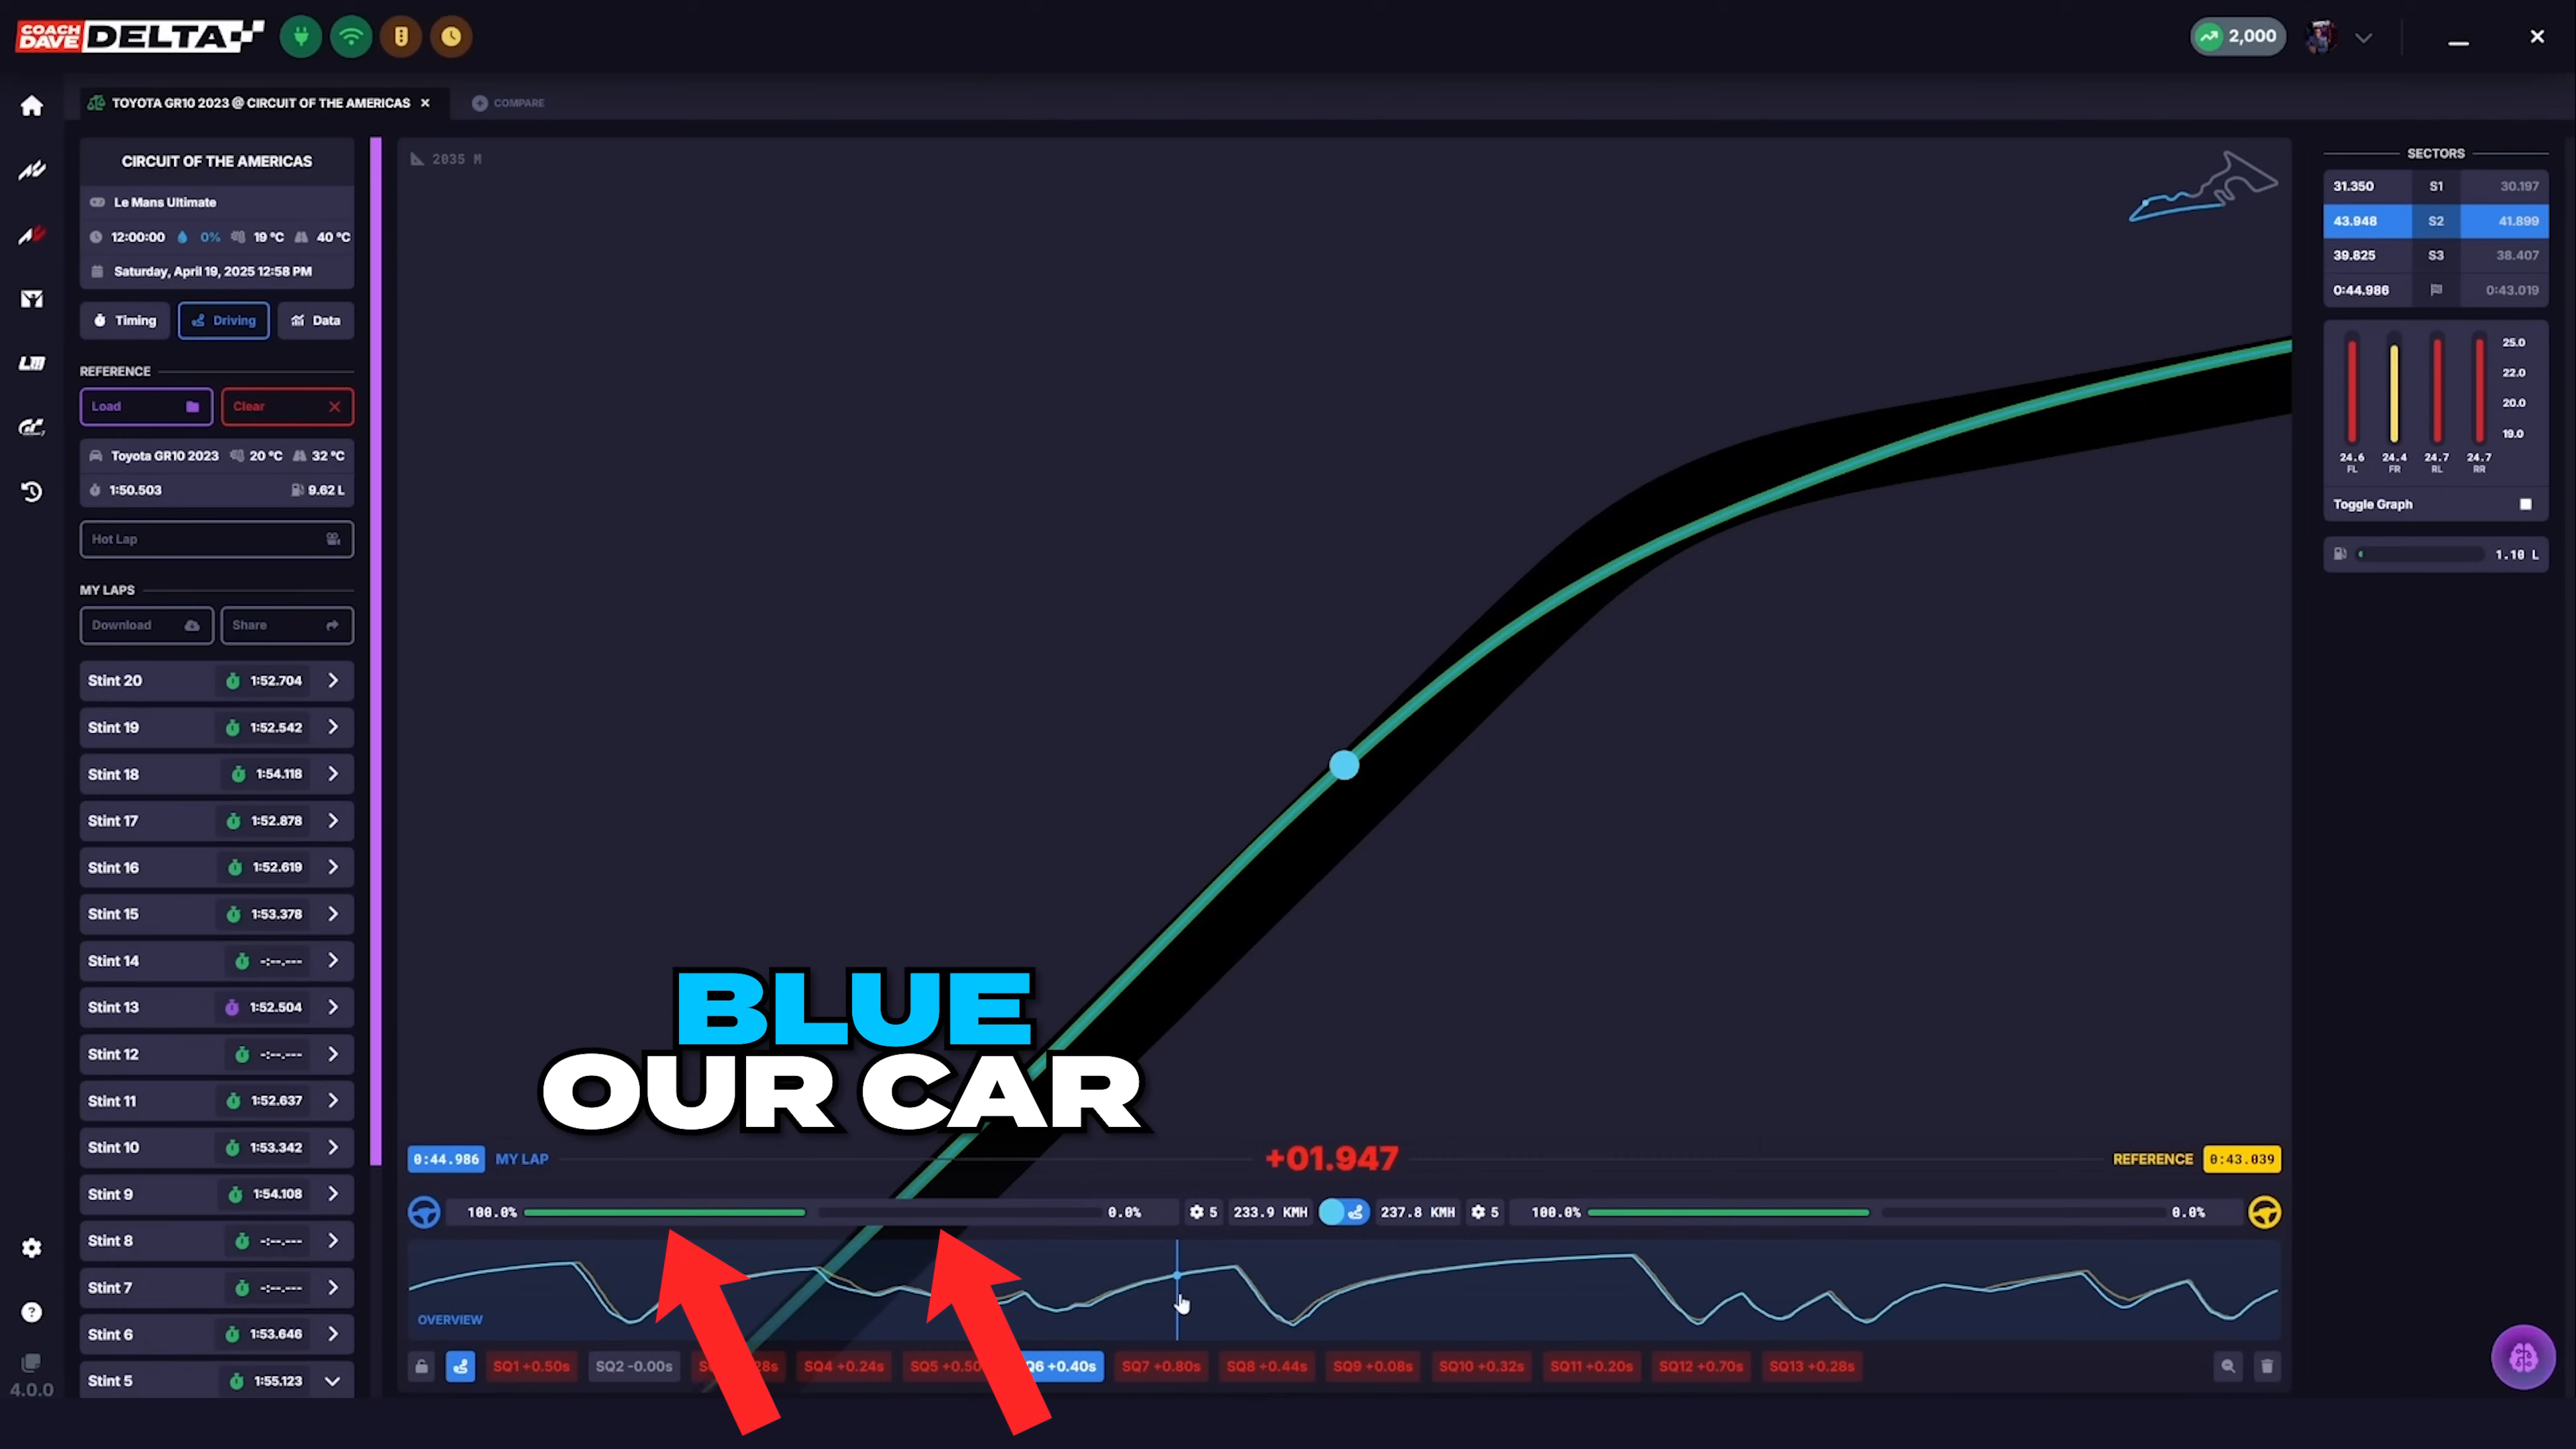 COACH DAVE DELTA
2,000
TOYOTA GR10 2023 @ CIRCUIT OF THE AMERICAS
COMPARE
CIRCUIT OF THE AMERICAS
Le Mans Ultimate
12:00:00 0% 19 °C 40 °C
Saturday, April 19, 2025 12:58 PM
Timing Driving Data
REFERENCE
Load Clear
Toyota GR10 2023 20 °C 32 °C
1:50.503 9.62 L
Hot Lap
MY LAPS
Download Share
Stint 20 1:52.704
Stint 19 1:52.542
Stint 18 1:54.118
Stint 17 1:52.878
Stint 16 1:52.619
Stint 15 1:53.378
Stint 14 -:--.---
Stint 13 1:52.504
Stint 12 -:--.---
Stint 11 1:52.637
Stint 10 1:53.342
Stint 9 1:54.108
Stint 8 -:--.---
Stint 7 -:--.---
Stint 6 1:53.646
Stint 5 1:55.123
LM
4.0.0
2035 M
SECTORS
31.350 S1 30.197
43.948 S2 41.899
39.825 S3 38.407
0:44.986 0:43.019
25.0
22.0
20.0
19.0
24.6 24.4 24.7 24.7
FL FR RL RR
Toggle Graph
1.10 L
BLUE
OUR CAR
0:44.986 MY LAP +01.947 REFERENCE 0:43.039
100.0% 0.0% 5 233.9 KMH 237.8 KMH 5 100.0% 0.0%
OVERVIEW
SQ1 +0.50s SQ2 -0.00s SQ4 +0.24s SQ5 +0.50 Q6 +0.40s SQ7 +0.80s SQ8 +0.44s SQ9 +0.08s SQ10 +0.32s SQ11 +0.20s SQ12 +0.70s SQ13 +0.28s